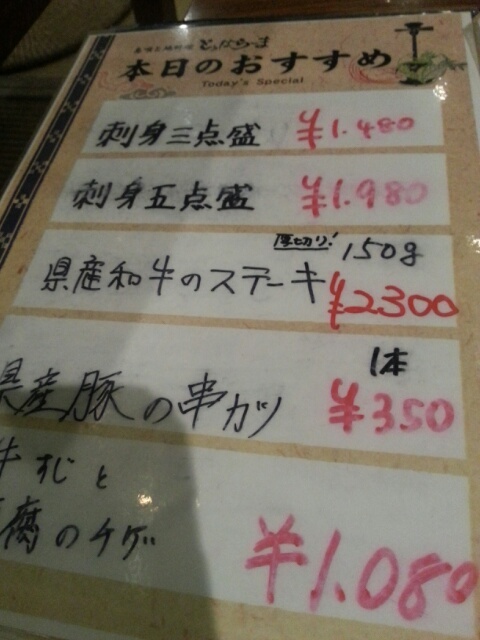 本日のおすすめ
Today's Special
刺身三点盛 ¥1.480
刺身五点盛 ¥1.980
厚切り! 150g
県産和牛のステーキ ¥2300
1本
県産豚の串カツ ¥350
牛すじと
腐のチゲ ¥1.080